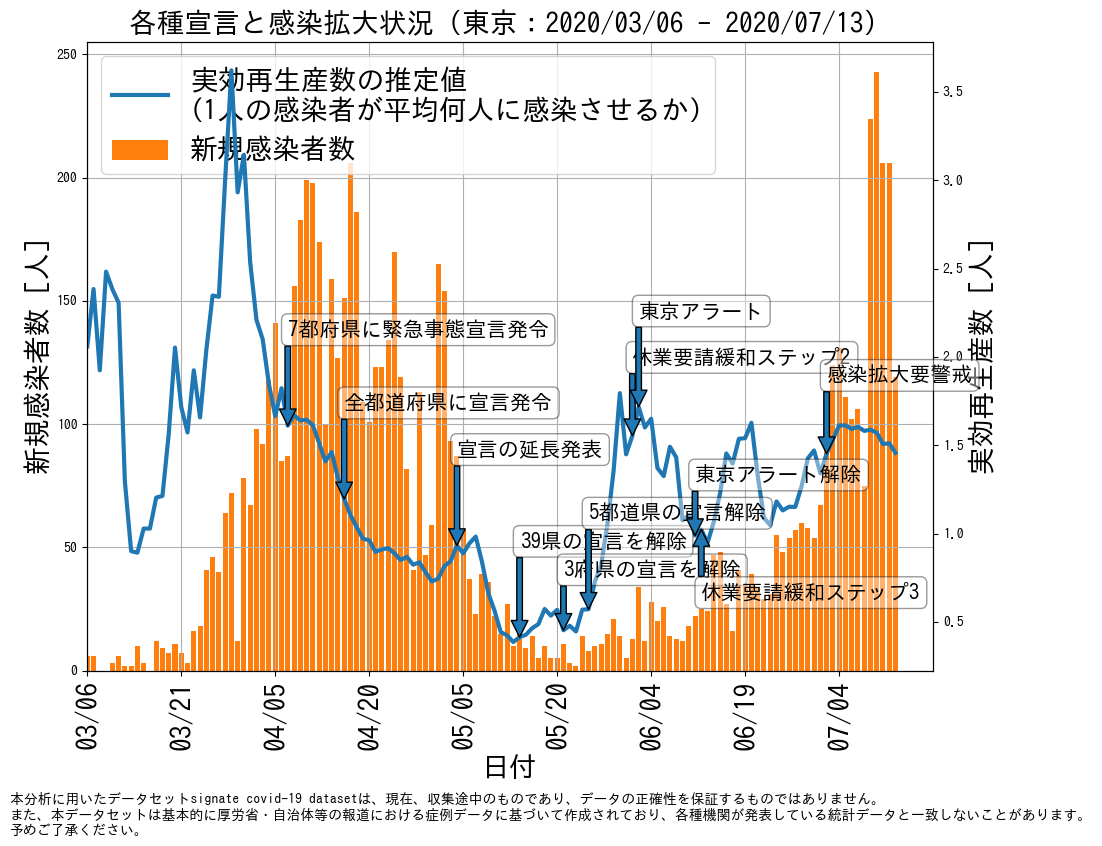 各種宣言と感染拡大状況 (東京：2020/03/06 - 2020/07/13)
実効再生産数の推定値
(1人の感染者が平均何人に感染させるか)
新規感染者数
250
200
150
100
50
0
新規感染者数 [人]
3.5
3.0
2.5
2.0
1.5
1.0
0.5
実効再生産数 [人]
東京アラート
7都府県に緊急事態宣言発令
休業要請緩和ステップ2
感染拡大要警戒
全都道府県に宣言発令
宣言の延長発表
東京アラート解除
5都道県の宣言解除
39県の宣言を解除
3府県の宣言を解除
休業要請緩和ステップ3
03/06
03/21
04/05
04/20
05/05
05/20
06/04
06/19
07/04
日付
本分析に用いたデータセットsignate covid-19 datasetは、現在、収集途中のものであり、データの正確性を保証するものではありません。
また、本データセットは基本的に厚労省・自治体等の報道における症例データに基づいて作成されており、各種機関が発表している統計データと一致しないことがあります。
予めご了承ください。